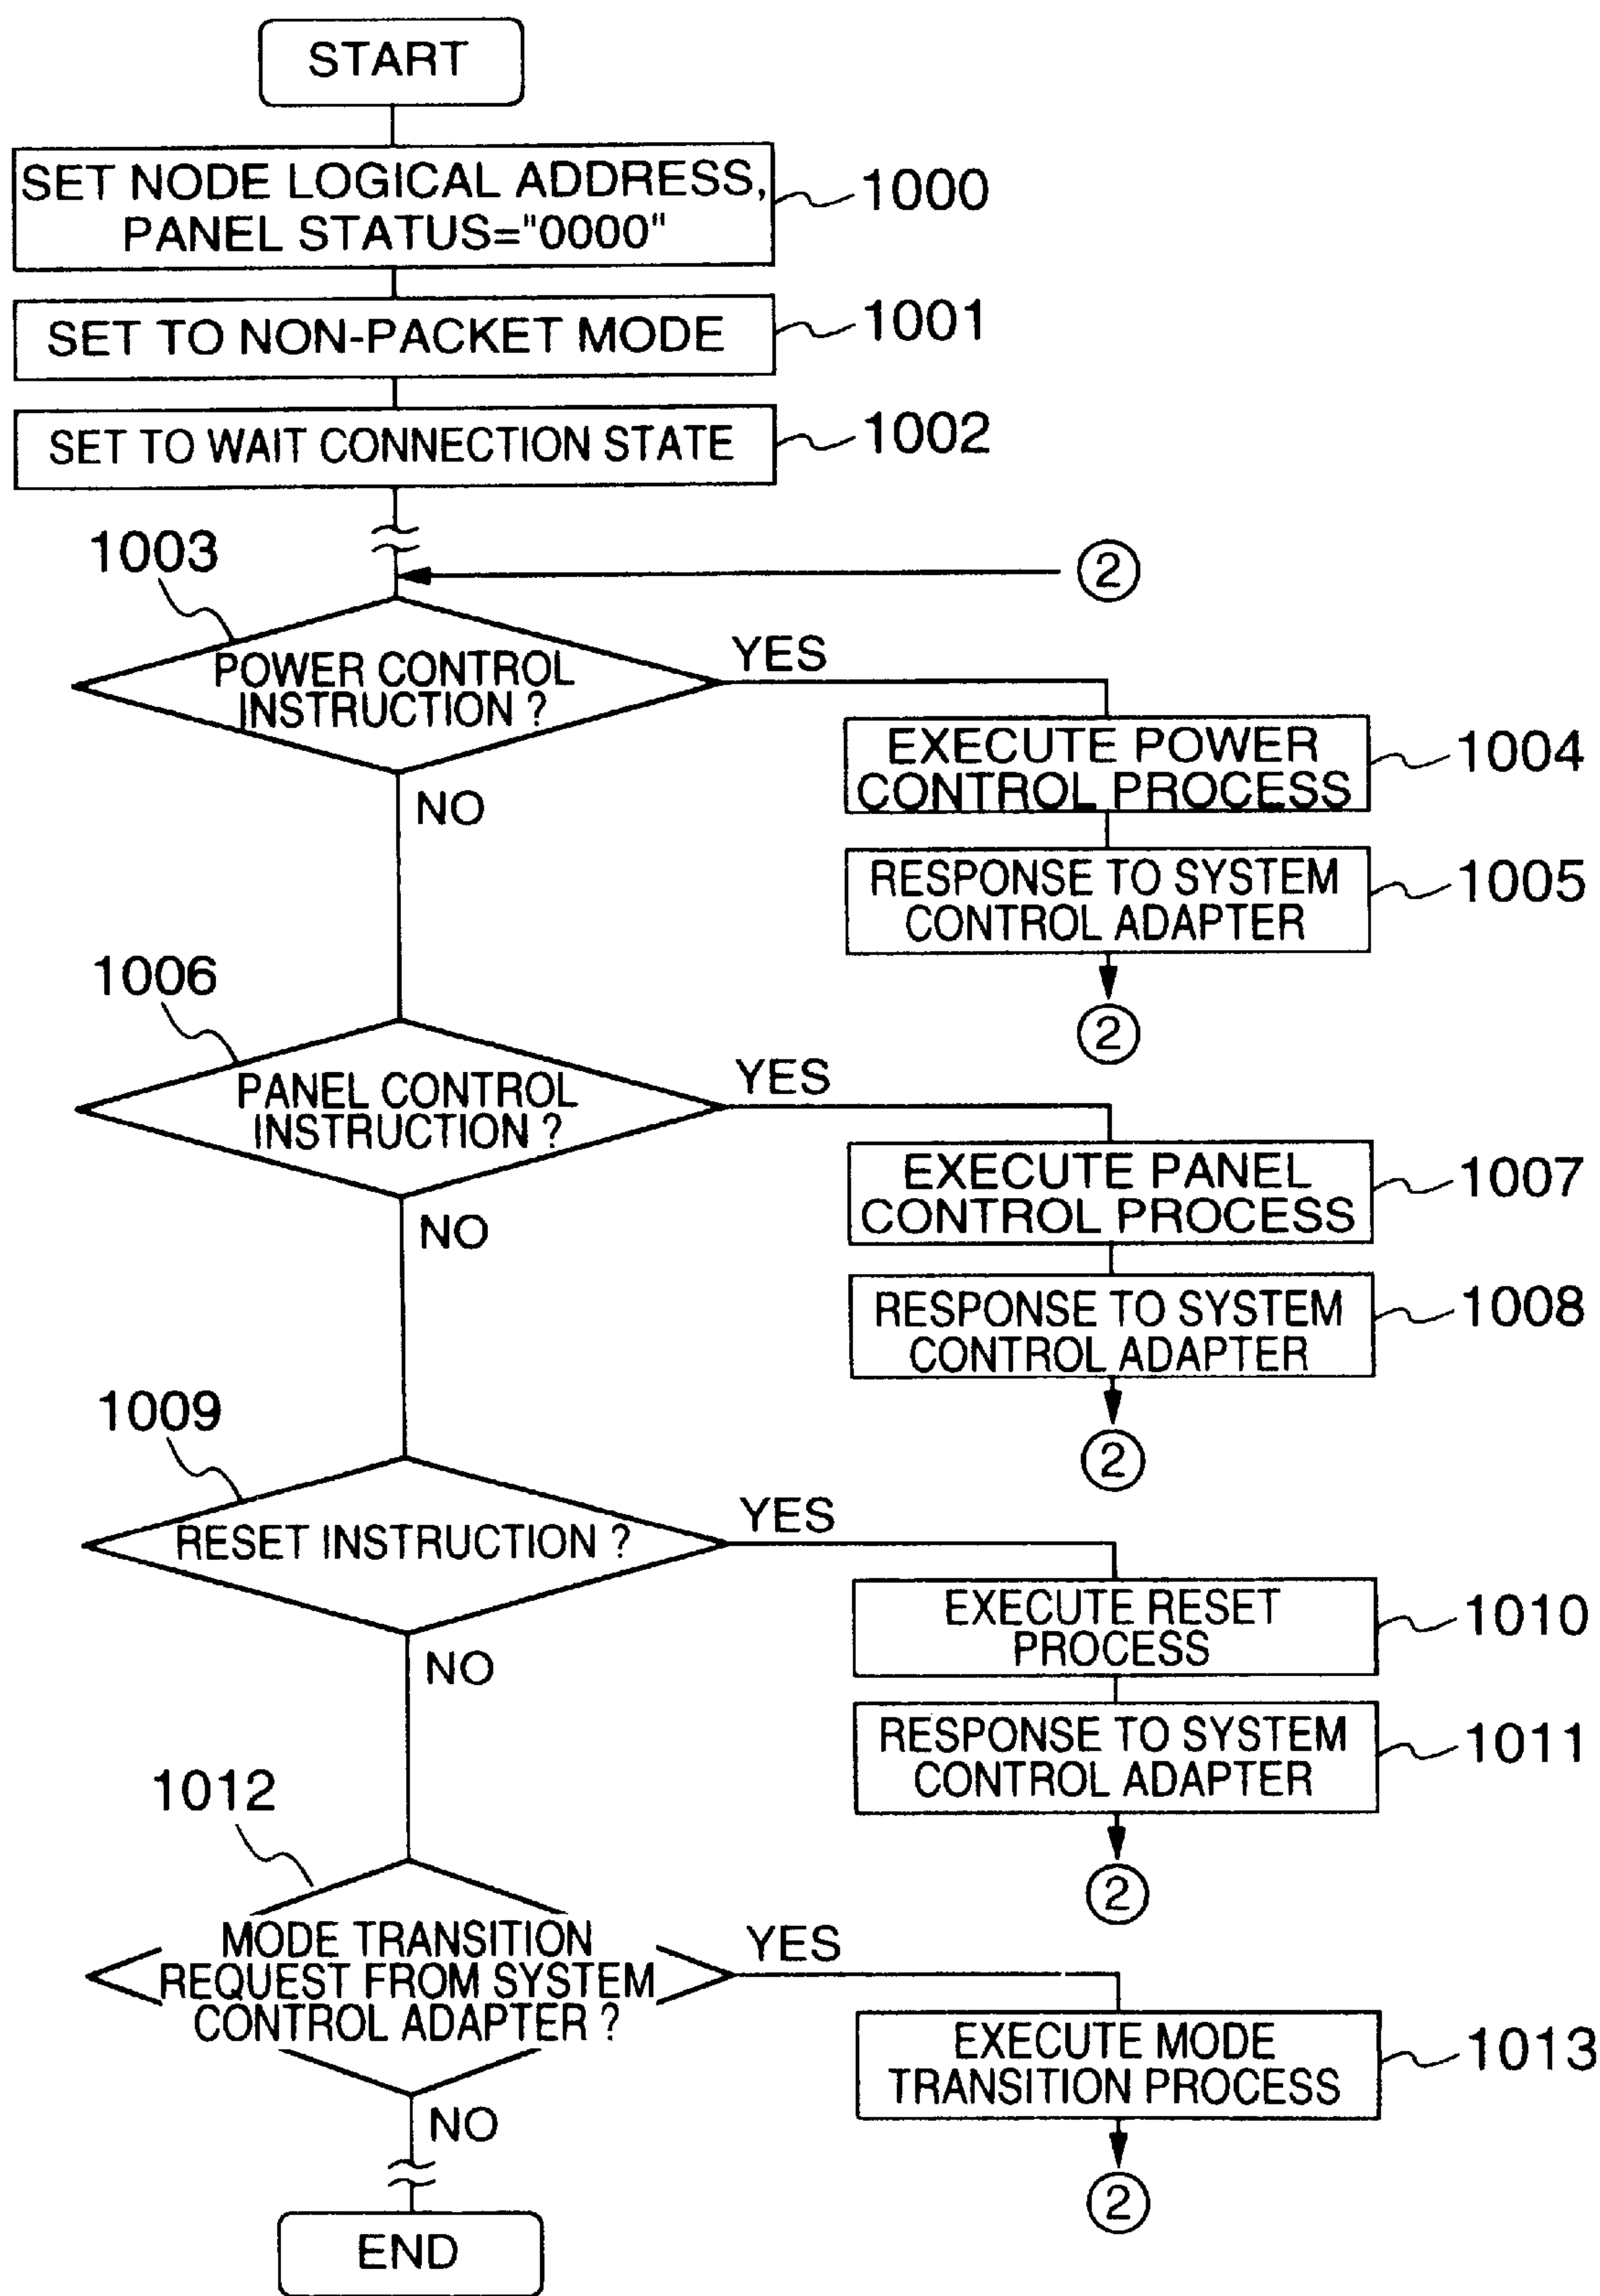 START
SET NODE LOGICAL ADDRESS,
PANEL STATUS="0000"
1000
SET TO NON-PACKET MODE
1001
SET TO WAIT CONNECTION STATE
1002
1003
2
POWER CONTROL
INSTRUCTION ?
YES
NO
EXECUTE POWER
CONTROL PROCESS
1004
RESPONSE TO SYSTEM
CONTROL ADAPTER
1005
2
1006
PANEL CONTROL
INSTRUCTION ?
YES
NO
EXECUTE PANEL
CONTROL PROCESS
1007
RESPONSE TO SYSTEM
CONTROL ADAPTER
1008
2
1009
RESET INSTRUCTION ?
YES
NO
EXECUTE RESET
PROCESS
1010
RESPONSE TO SYSTEM
CONTROL ADAPTER
1011
2
1012
MODE TRANSITION
REQUEST FROM SYSTEM
CONTROL ADAPTER ?
YES
NO
EXECUTE MODE
TRANSITION PROCESS
1013
2
END